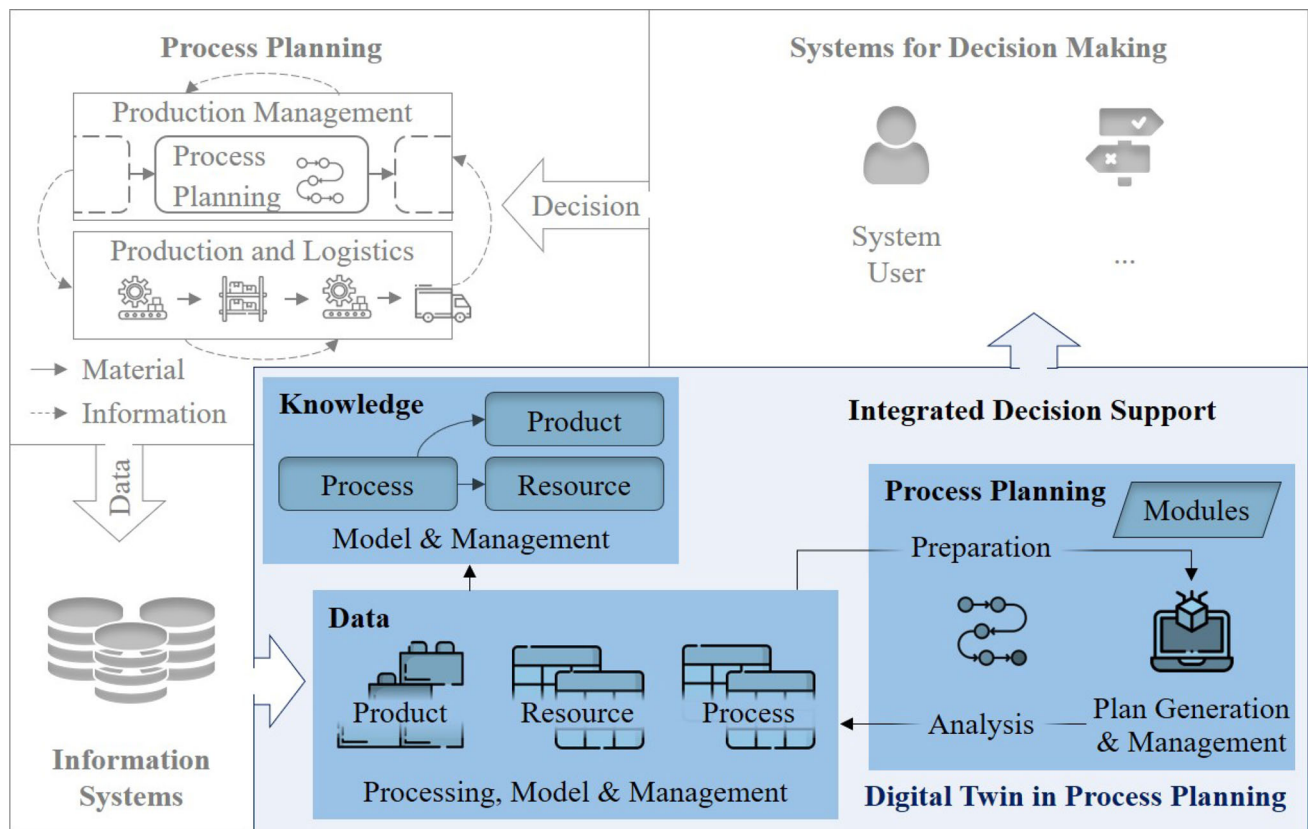 Process Planning
Production Management
Process
Planning
Production and Logistics
Material
Information
Decision
Systems for Decision Making
System
User
...
Data
Information
Systems
Knowledge
Product
Process
Resource
Model & Management
Data
Product
Resource
Process
Processing, Model & Management
Integrated Decision Support
Process Planning
Modules
Preparation
Analysis
Plan Generation
& Management
Digital Twin in Process Planning